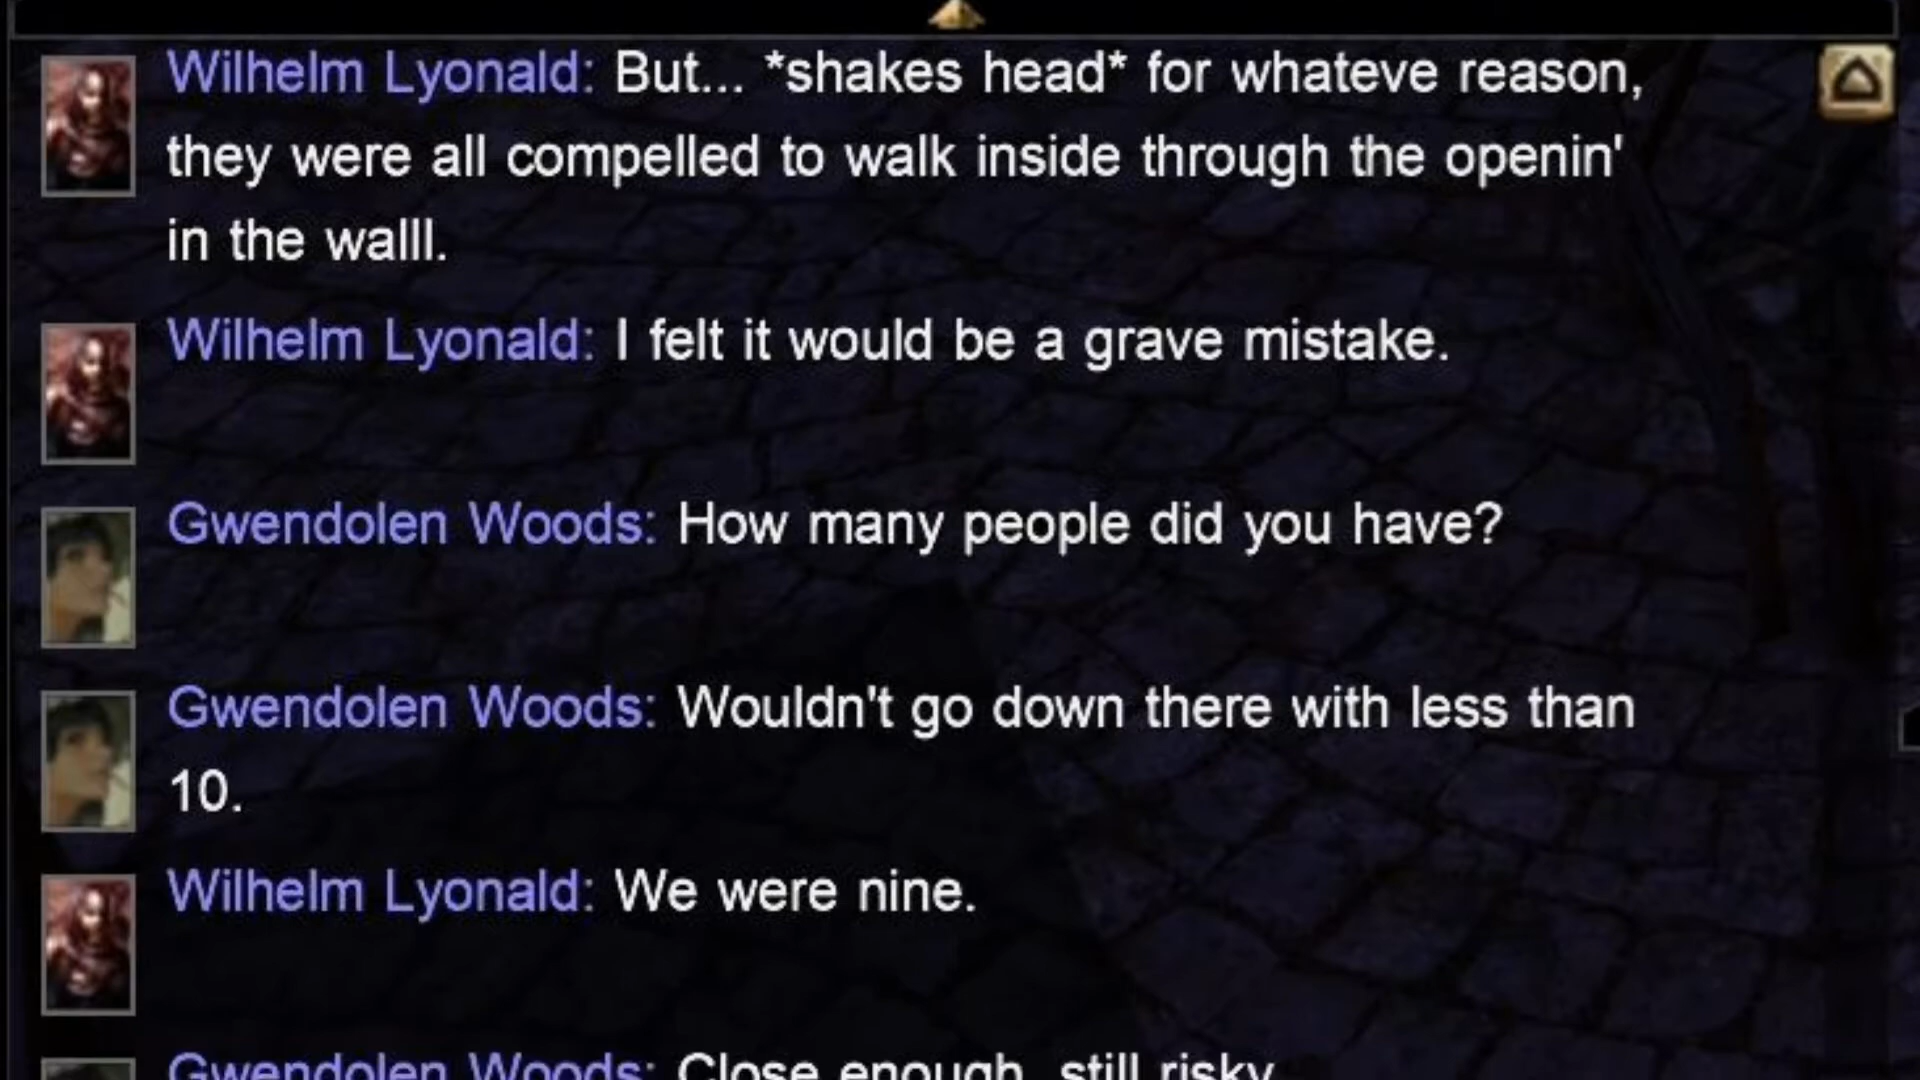 Wilhelm Lyonald: But... *shakes head* for whateve reason,
they were all compelled to walk inside through the openin'
in the walll.
Wilhelm Lyonald: I felt it would be a grave mistake.
Gwendolen Woods: How many people did you have?
Gwendolen Woods: Wouldn't go down there with less than
10.
Wilhelm Lyonald: We were nine.
Gwendolen Woods: Close enough, still risky